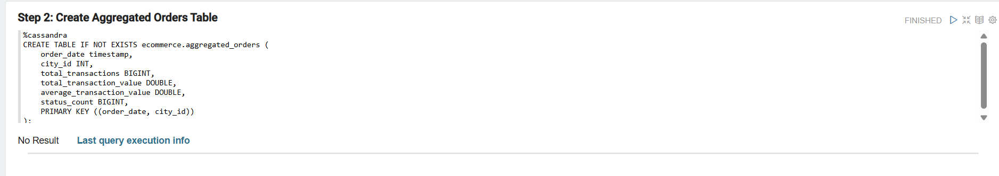 Step 2: Create Aggregated Orders Table
FINISHED
%cassandra
CREATE TABLE IF NOT EXISTS ecommerce.aggregated_orders (
    order_date timestamp,
    city_id INT,
    total_transactions BIGINT,
    total_transaction_value DOUBLE,
    average_transaction_value DOUBLE,
    status_count BIGINT,
    PRIMARY KEY ((order_date, city_id))
);
No Result Last query execution info